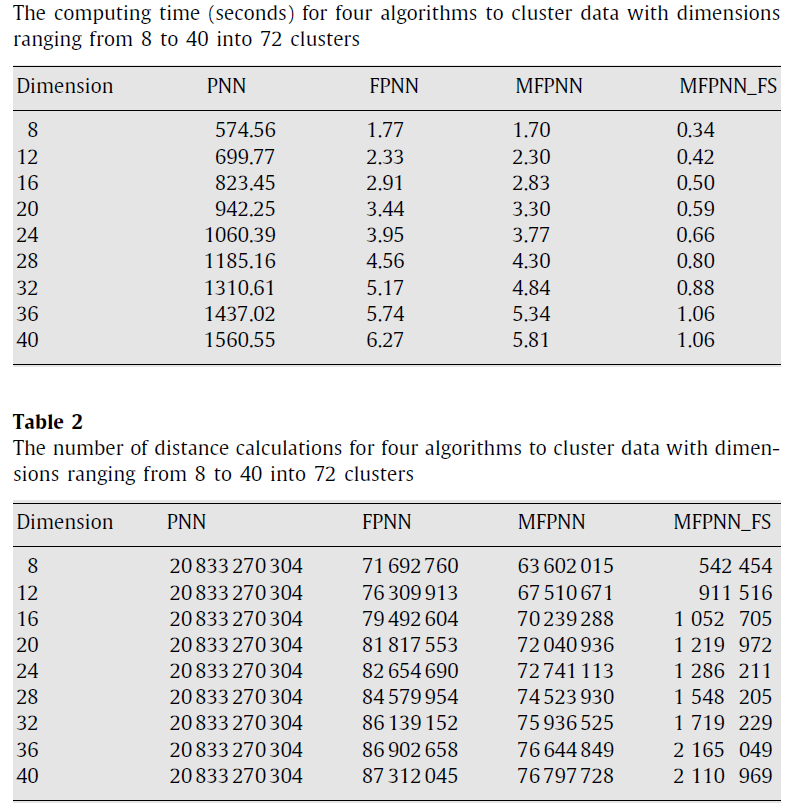 The computing time (seconds) for four algorithms to cluster data with dimensions
ranging from 8 to 40 into 72 clusters
Dimension PNN FPNN MFPNN MFPNN_FS
8 574.56 1.77 1.70 0.34
12 699.77 2.33 2.30 0.42
16 823.45 2.91 2.83 0.50
20 942.25 3.44 3.30 0.59
24 1060.39 3.95 3.77 0.66
28 1185.16 4.56 4.30 0.80
32 1310.61 5.17 4.84 0.88
36 1437.02 5.74 5.34 1.06
40 1560.55 6.27 5.81 1.06
Table 2
The number of distance calculations for four algorithms to cluster data with dimen-
sions ranging from 8 to 40 into 72 clusters
Dimension PNN FPNN MFPNN MFPNN_FS
8 20 833 270 304 71 692 760 63 602 015 542 454
12 20 833 270 304 76 309 913 67 510 671 911 516
16 20 833 270 304 79 492 604 70 239 288 1 052 705
20 20 833 270 304 81 817 553 72 040 936 1 219 972
24 20 833 270 304 82 654 690 72 741 113 1 286 211
28 20 833 270 304 84 579 954 74 523 930 1 548 205
32 20 833 270 304 86 139 152 75 936 525 1 719 229
36 20 833 270 304 86 902 658 76 644 849 2 165 049
40 20 833 270 304 87 312 045 76 797 728 2 110 969